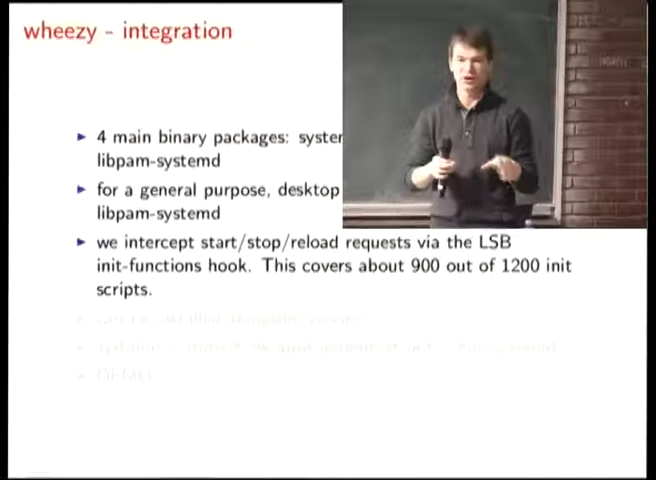 wheezy - integration
▶ 4 main binary packages:
libpam-systemd
▶ for a general purpose, desktop
libpam-systemd
▶ we intercept start/stop/reload requests via the LSB
init-functions hook. This covers about 900 out of 1200 init
scripts.